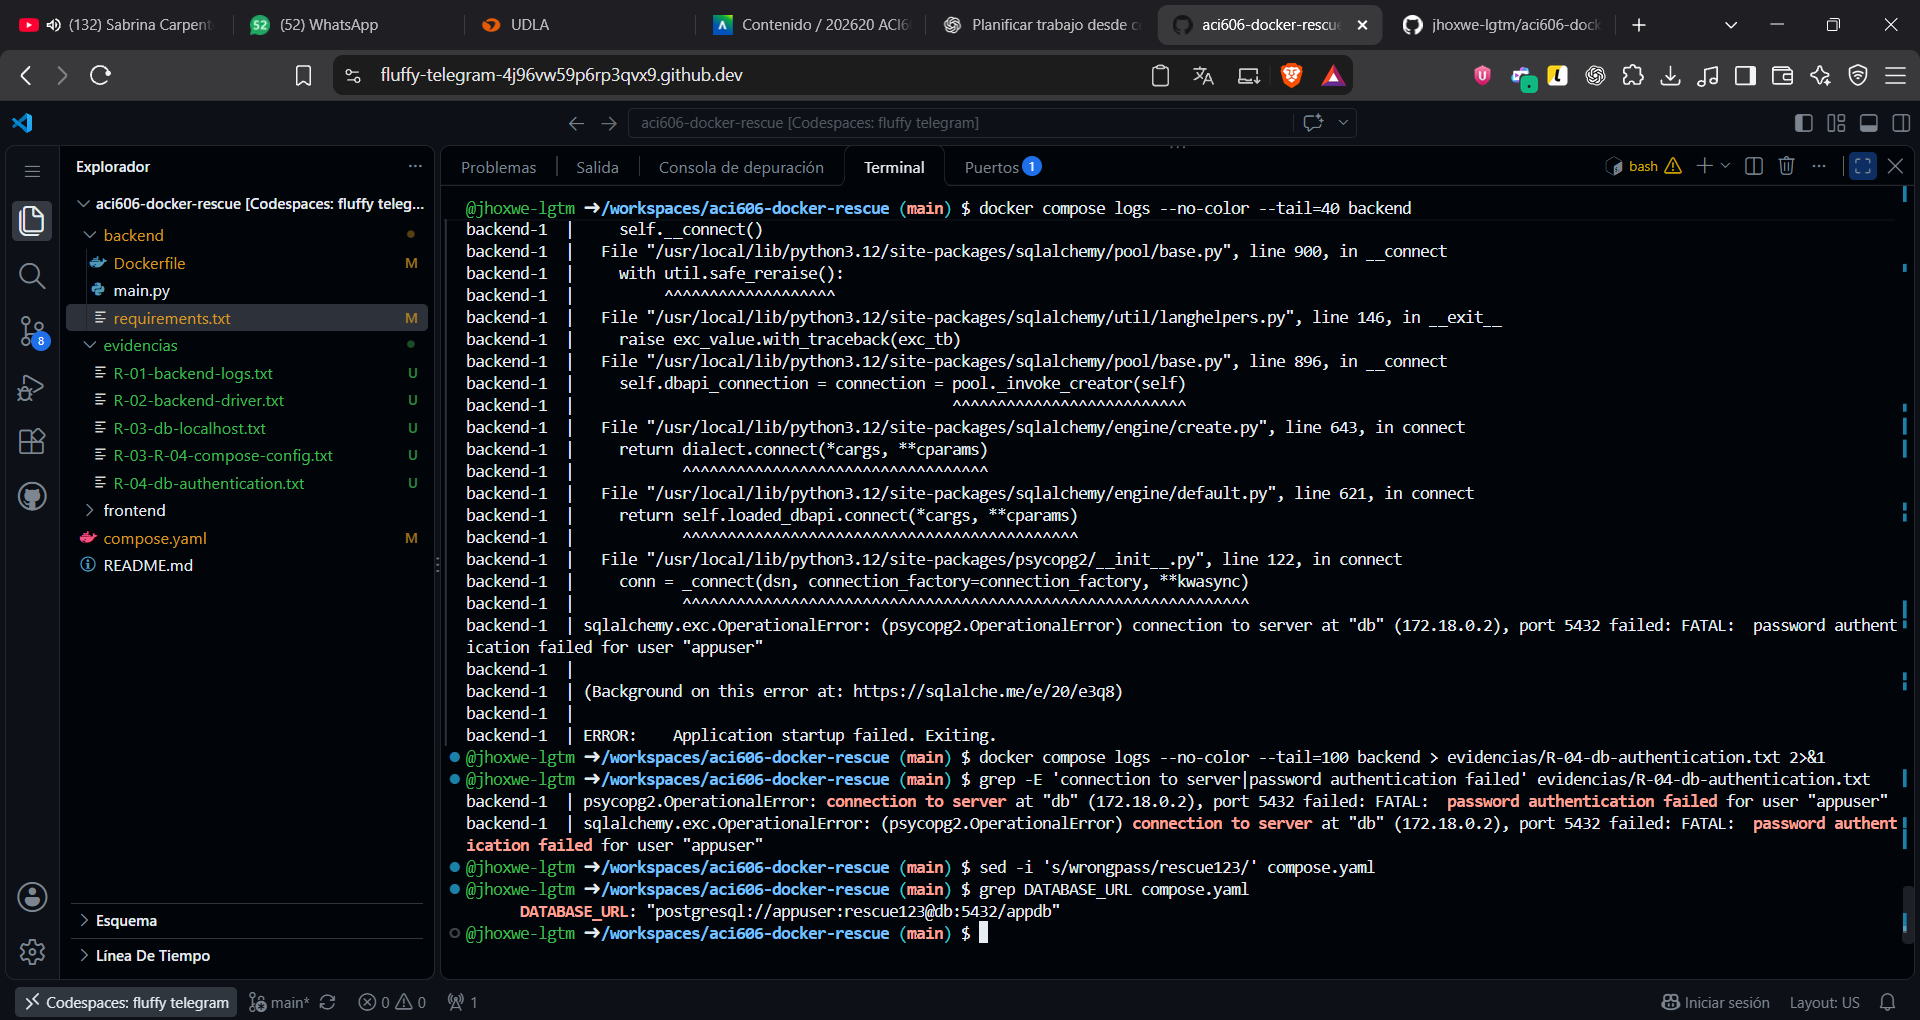 (132) Sabrina Carpent
(52) WhatsApp
UDLA
Contenido / 202620 ACI6
Planificar trabajo desde c
aci606-docker-rescu
jhoxwe-lgtm/aci606-dock
fluffy-telegram-4j96vw59p6rp3qvx9.github.dev
aci606-docker-rescue [Codespaces: fluffy telegram]
Explorador
aci606-docker-rescue [Codespaces: fluffy teleg...
backend
Dockerfile M
main.py
requirements.txt M
evidencias
R-01-backend-logs.txt U
R-02-backend-driver.txt U
R-03-db-localhost.txt U
R-03-R-04-compose-config.txt U
R-04-db-authentication.txt U
frontend
compose.yaml M
README.md
8
Esquema
Línea De Tiempo
Problemas Salida Consola de depuración Terminal Puertos 1
bash
@jhoxwe-lgtm ➜/workspaces/aci606-docker-rescue (main) $ docker compose logs --no-color --tail=40 backend
backend-1 | self.__connect()
backend-1 | File "/usr/local/lib/python3.12/site-packages/sqlalchemy/pool/base.py", line 900, in __connect
backend-1 | with util.safe_reraise():
backend-1 | ^^^^^^^^^^^^^^^^^^^
backend-1 | File "/usr/local/lib/python3.12/site-packages/sqlalchemy/util/langhelpers.py", line 146, in __exit__
backend-1 | raise exc_value.with_traceback(exc_tb)
backend-1 | File "/usr/local/lib/python3.12/site-packages/sqlalchemy/pool/base.py", line 896, in __connect
backend-1 | self.dbapi_connection = connection = pool._invoke_creator(self)
backend-1 | ^^^^^^^^^^^^^^^^^^^^^^^^^^
backend-1 | File "/usr/local/lib/python3.12/site-packages/sqlalchemy/engine/create.py", line 643, in connect
backend-1 | return dialect.connect(*cargs, **cparams)
backend-1 | ^^^^^^^^^^^^^^^^^^^^^^^^^^^^^^^^^^
backend-1 | File "/usr/local/lib/python3.12/site-packages/sqlalchemy/engine/default.py", line 621, in connect
backend-1 | return self.loaded_dbapi.connect(*cargs, **cparams)
backend-1 | ^^^^^^^^^^^^^^^^^^^^^^^^^^^^^^^^^^^^^^^^^^^^
backend-1 | File "/usr/local/lib/python3.12/site-packages/psycopg2/__init__.py", line 122, in connect
backend-1 | conn = _connect(dsn, connection_factory=connection_factory, **kwasync)
backend-1 | ^^^^^^^^^^^^^^^^^^^^^^^^^^^^^^^^^^^^^^^^^^^^^^^^^^^^^^^^^^^^^^^
backend-1 | sqlalchemy.exc.OperationalError: (psycopg2.OperationalError) connection to server at "db" (172.18.0.2), port 5432 failed: FATAL:  password authent
ication failed for user "appuser"
backend-1 |
backend-1 | (Background on this error at: https://sqlalche.me/e/20/e3q8)
backend-1 |
backend-1 | ERROR:    Application startup failed. Exiting.
@jhoxwe-lgtm ➜/workspaces/aci606-docker-rescue (main) $ docker compose logs --no-color --tail=100 backend > evidencias/R-04-db-authentication.txt 2>&1
@jhoxwe-lgtm ➜/workspaces/aci606-docker-rescue (main) $ grep -E 'connection to server|password authentication failed' evidencias/R-04-db-authentication.txt
backend-1 | psycopg2.OperationalError: connection to server at "db" (172.18.0.2), port 5432 failed: FATAL:  password authentication failed for user "appuser"
backend-1 | sqlalchemy.exc.OperationalError: (psycopg2.OperationalError) connection to server at "db" (172.18.0.2), port 5432 failed: FATAL:  password authent
ication failed for user "appuser"
@jhoxwe-lgtm ➜/workspaces/aci606-docker-rescue (main) $ sed -i 's/wrongpass/rescue123/' compose.yaml
@jhoxwe-lgtm ➜/workspaces/aci606-docker-rescue (main) $ grep DATABASE_URL compose.yaml
DATABASE_URL: "postgresql://appuser:rescue123@db:5432/appdb"
@jhoxwe-lgtm ➜/workspaces/aci606-docker-rescue (main) $
Codespaces: fluffy telegram main* 0 0 1 Iniciar sesión Layout: US